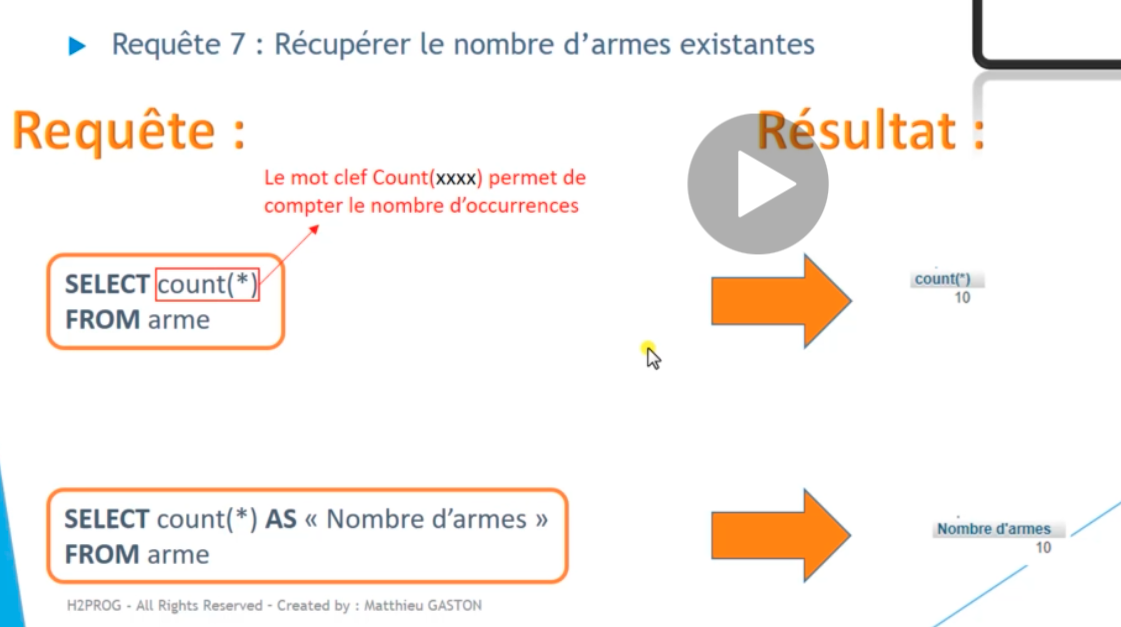 Requête 7 : Récupérer le nombre d’armes existantes
Requête :
Résultat :
Le mot clef Count(xxxx) permet de
compter le nombre d’occurrences
SELECT count(*)
FROM arme
count(*)
10
SELECT count(*) AS « Nombre d’armes »
FROM arme
Nombre d'armes
10
H2PROG - All Rights Reserved - Created by : Matthieu GASTON